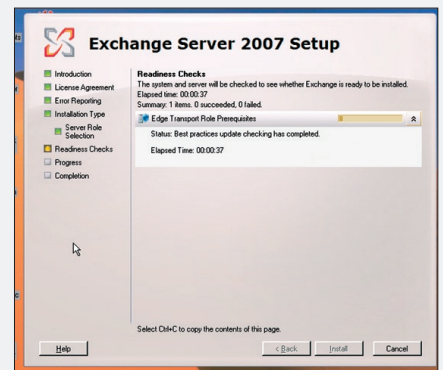 Exchange Server 2007 Setup
Introduction
License Agreement
Error Reporting
Installation Type
Server Role
Selection
Readiness Checks
Progress
Completion
Readiness Checks
The system and server will be checked to see whether Exchange is ready to be installed.
Elapsed time: 00:00:37
Summary: 1 items. 0 succeeded, 0 failed.
Edge Transport Role Prerequisites
Status: Best practices update checking has completed.
Elapsed Time: 00:00:37
Select Ctrl+C to copy the contents of this page.
Help
< Back
Install
Cancel